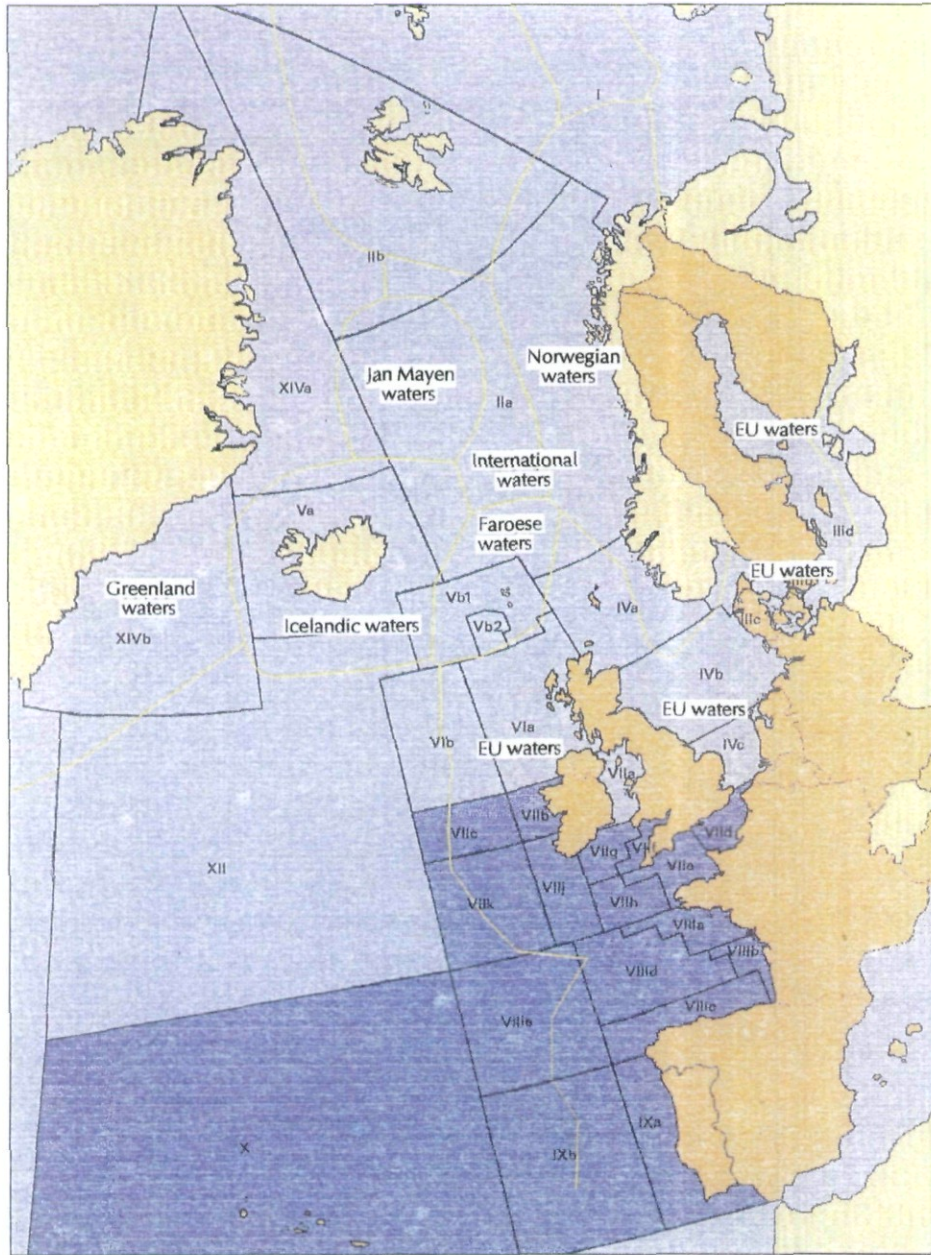 I
IIb
Norwegian
waters
Jan Mayen
waters
XIVa
IIa
EU waters
International
waters
Va
Faroese
waters
IIId
EU waters
Greenland
waters
XIVb
Icelandic waters
Vb1
Vb2
IVa
IIIc
IVb
EU waters
VIa
VIb
EU waters
IVc
VIIa
VIIc
VIIb
VIId
VIIg
VIIe
XII
VIIk
VIIj
VIIh
VIIIa
VIIIb
VIIId
VIIIe
VIIIc
IXa
IXb
X